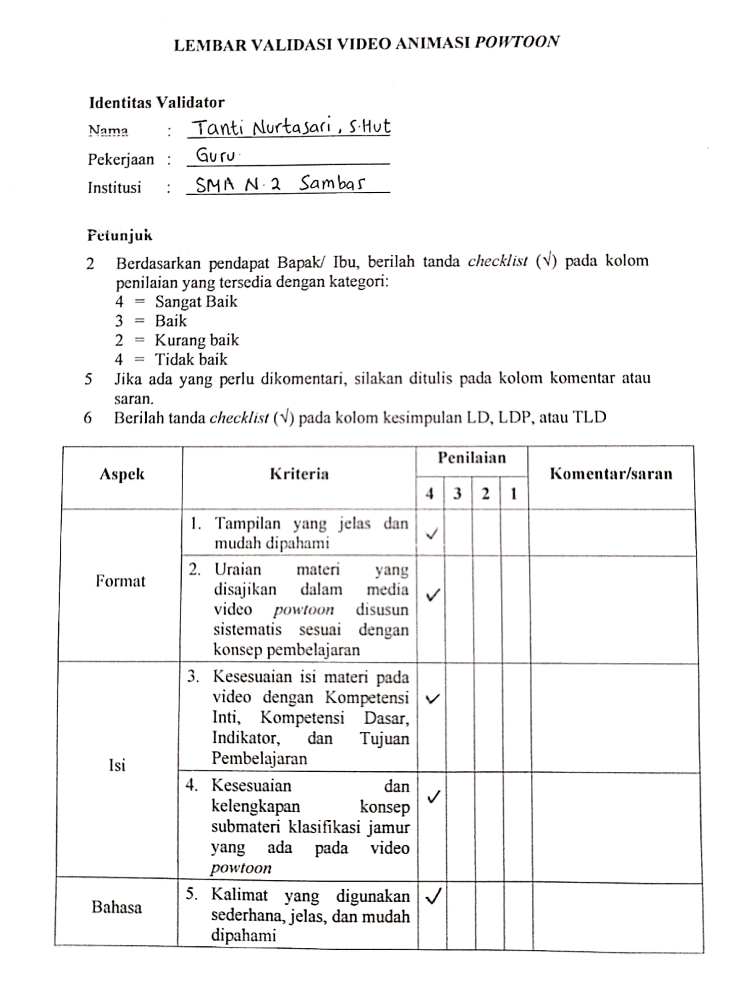 LEMBAR VALIDASI VIDEO ANIMASI POWTOON
Identitas Validator
Nama : Tanti Nurtasari, S.Hut
Pekerjaan : Guru
Institusi : SMA N.2 Sambas
Petunjuk
2 Berdasarkan pendapat Bapak/ Ibu, berilah tanda checklist (√) pada kolom
penilaian yang tersedia dengan kategori:
4 = Sangat Baik
3 = Baik
2 = Kurang baik
4 = Tidak baik
5 Jika ada yang perlu dikomentari, silakan ditulis pada kolom komentar atau
saran.
6 Berilah tanda checklist (√) pada kolom kesimpulan LD, LDP, atau TLD
Aspek Kriteria Penilaian Komentar/saran
4 3 2 1
Format
1. Tampilan yang jelas dan ✓
mudah dipahami
2. Uraian materi yang
disajikan dalam media ✓
video powtoon disusun
sistematis sesuai dengan
konsep pembelajaran
Isi
3. Kesesuaian isi materi pada
video dengan Kompetensi ✓
Inti, Kompetensi Dasar,
Indikator, dan Tujuan
Pembelajaran
4. Kesesuaian dan ✓
kelengkapan konsep
submateri klasifikasi jamur
yang ada pada video
powtoon
Bahasa
5. Kalimat yang digunakan ✓
sederhana, jelas, dan mudah
dipahami